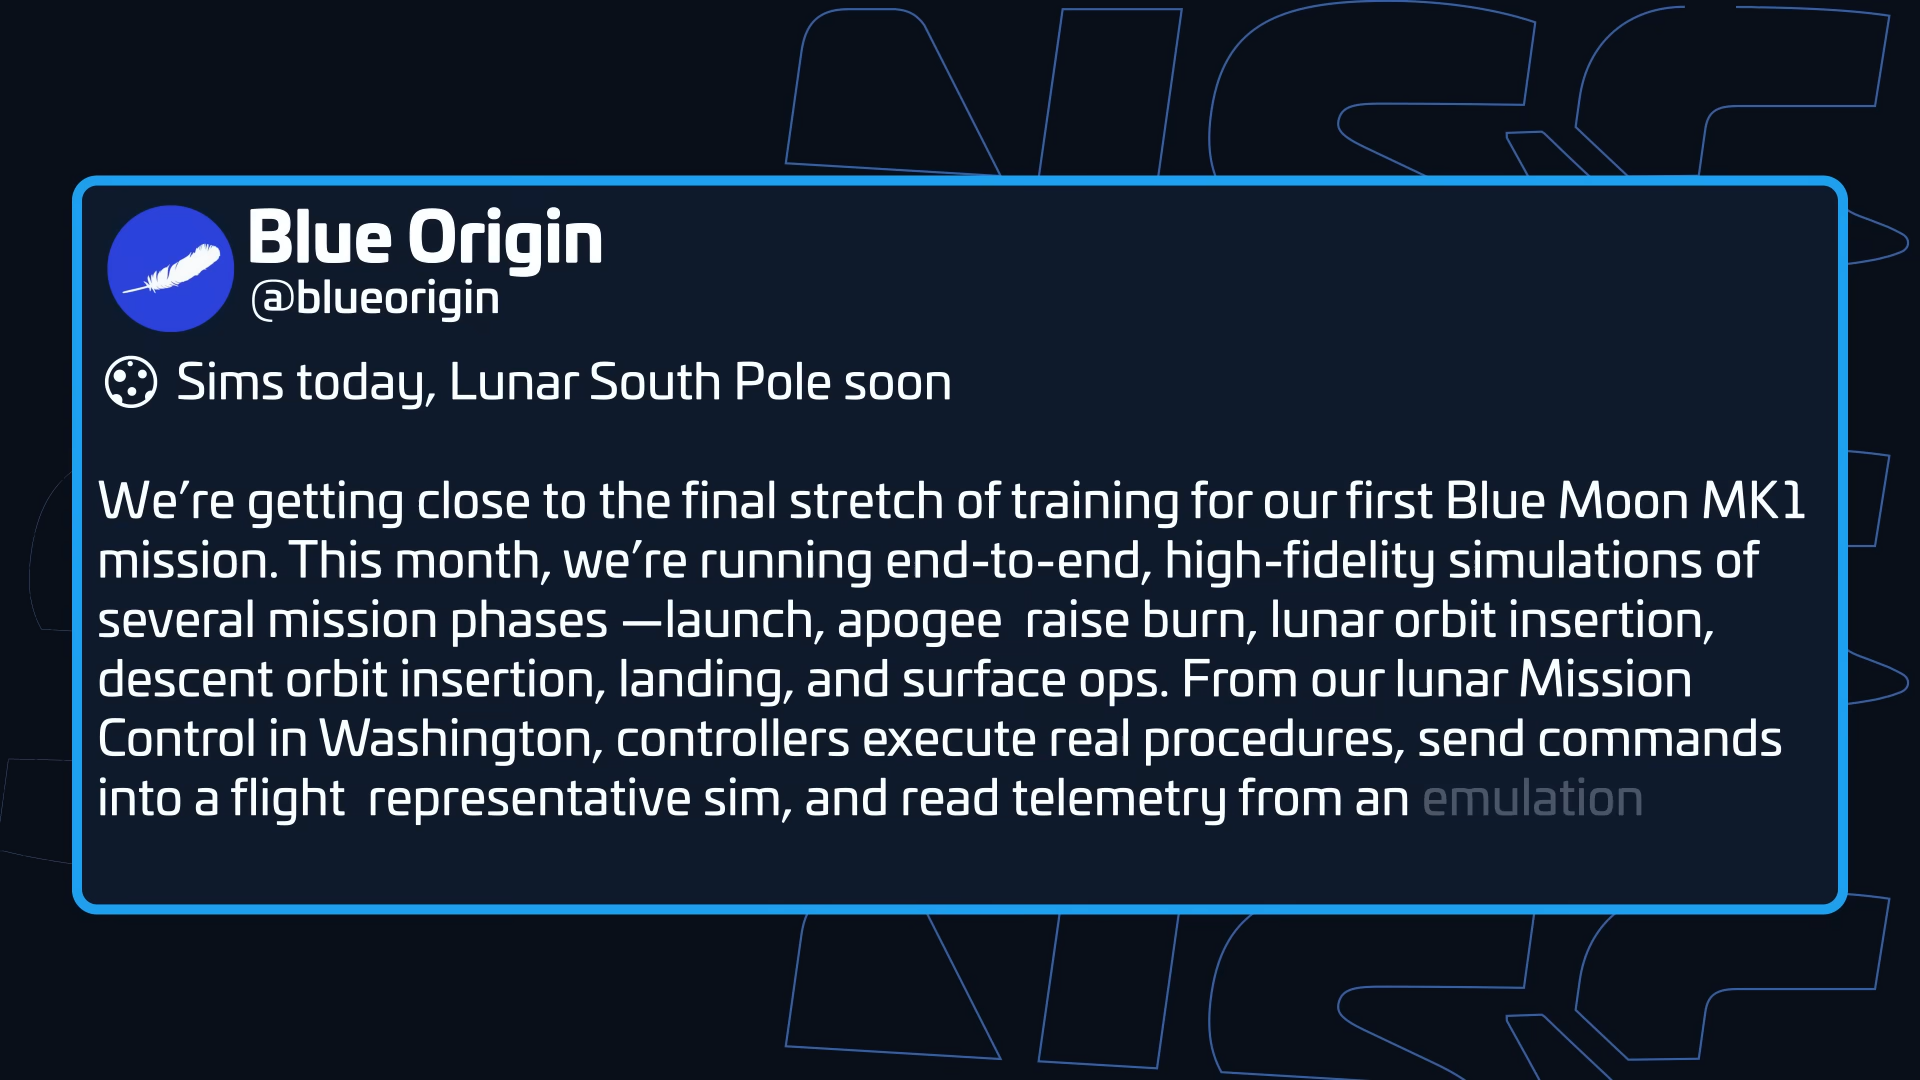 Blue Origin
@blueorigin
Sims today, Lunar South Pole soon
We’re getting close to the final stretch of training for our first Blue Moon MK1
mission. This month, we’re running end-to-end, high-fidelity simulations of
several mission phases —launch, apogee  raise burn, lunar orbit insertion,
descent orbit insertion, landing, and surface ops. From our lunar Mission
Control in Washington, controllers execute real procedures, send commands
into a flight  representative sim, and read telemetry from an emulation